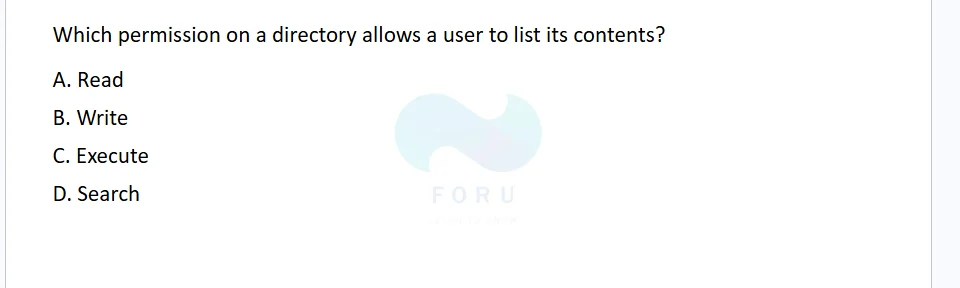 Which permission on a directory allows a user to list its contents?
A. Read
B. Write
C. Execute
D. Search
FORU